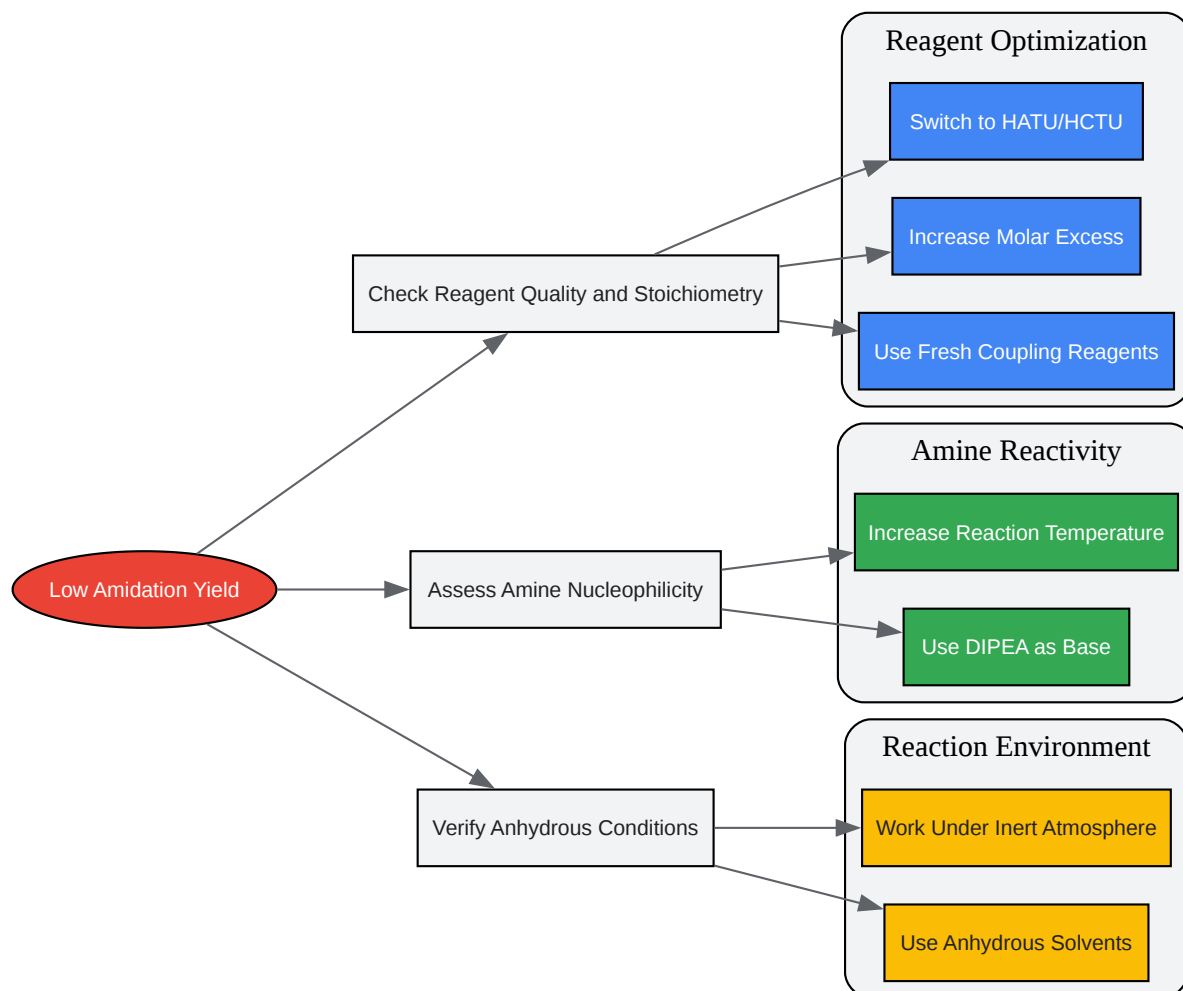 Low Amidation Yield
Check Reagent Quality and Stoichiometry
Assess Amine Nucleophilicity
Verify Anhydrous Conditions
Reagent Optimization
Switch to HATU/HCTU
Increase Molar Excess
Use Fresh Coupling Reagents
Amine Reactivity
Increase Reaction Temperature
Use DIPEA as Base
Reaction Environment
Work Under Inert Atmosphere
Use Anhydrous Solvents